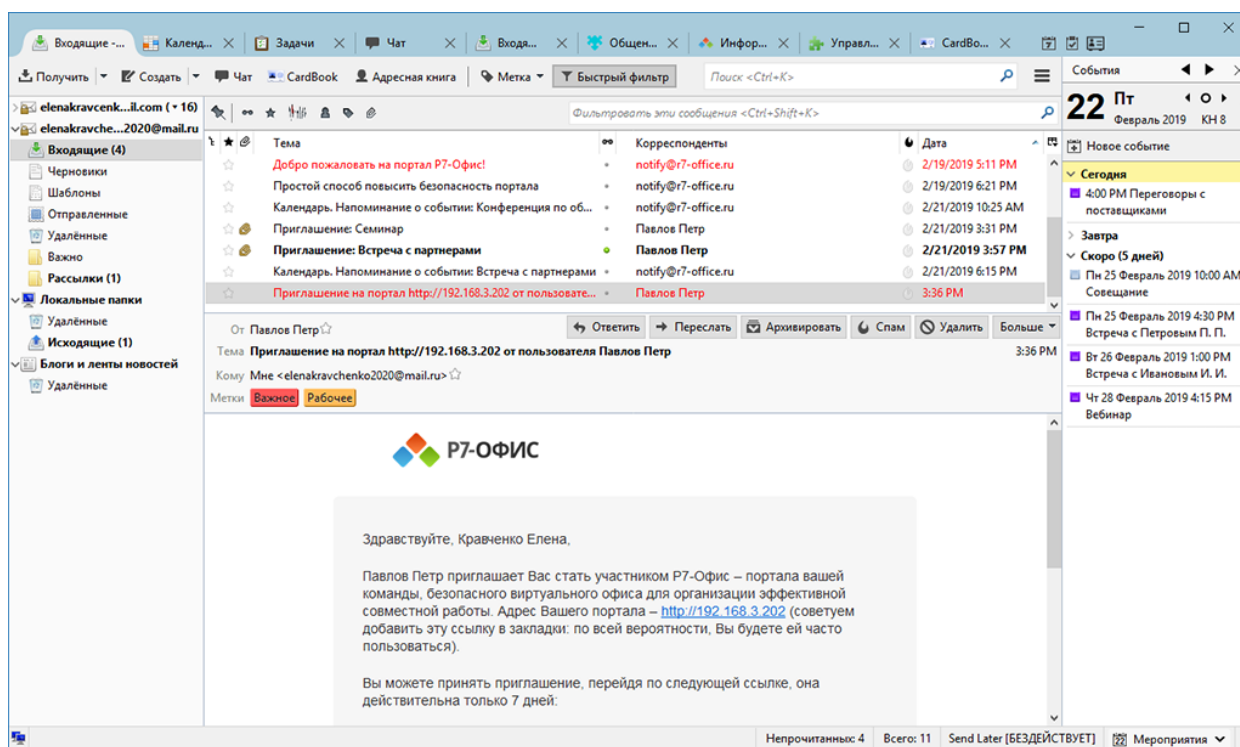 Входящие -...
Календ...
Задачи
Чат
Входя...
Общен...
Инфор...
Управл...
CardBo...
Получить
Создать
Чат
CardBook
Адресная книга
Метка
Быстрый фильтр
Поиск <Ctrl+K>
elenakravcenk...il.com (▾ 16)
elenakravche...2020@mail.ru
Входящие (4)
Черновики
Шаблоны
Отправленные
Удалённые
Важно
Рассылки (1)
Локальные папки
Удалённые
Исходящие (1)
Блоги и ленты новостей
Удалённые
Фильтровать эти сообщения <Ctrl+Shift+K>
Тема Корреспонденты Дата
Добро пожаловать на портал Р7-Офис! notify@r7-office.ru 2/19/2019 5:11 PM
Простой способ повысить безопасность портала notify@r7-office.ru 2/19/2019 6:21 PM
Календарь. Напоминание о событии: Конференция по об... notify@r7-office.ru 2/21/2019 10:25 AM
Приглашение: Семинар Павлов Петр 2/21/2019 3:31 PM
Приглашение: Встреча с партнерами Павлов Петр 2/21/2019 3:57 PM
Календарь. Напоминание о событии: Встреча с партнерами notify@r7-office.ru 2/21/2019 6:15 PM
Приглашение на портал http://192.168.3.202 от пользовате... Павлов Петр 3:36 PM
От Павлов Петр
Ответить Переслать Архивировать Спам Удалить Больше
Тема Приглашение на портал http://192.168.3.202 от пользователя Павлов Петр 3:36 PM
Кому Мне <elenakravchenko2020@mail.ru>
Метки Важное Рабочее
Р7-ОФИС
Здравствуйте, Кравченко Елена,
Павлов Петр приглашает Вас стать участником Р7-Офис – портала вашей
команды, безопасного виртуального офиса для организации эффективной
совместной работы. Адрес Вашего портала – http://192.168.3.202 (советуем
добавить эту ссылку в закладки: по всей вероятности, Вы будете ей часто
пользоваться).
Вы можете принять приглашение, перейдя по следующей ссылке, она
действительна только 7 дней:
События
22 Пт
Февраль 2019 КН 8
Новое событие
Сегодня
4:00 PM Переговоры с
поставщиками
Завтра
Скоро (5 дней)
Пн 25 Февраль 2019 10:00 AM
Совещание
Пн 25 Февраль 2019 4:30 PM
Встреча с Петровым П. П.
Вт 26 Февраль 2019 1:00 PM
Встреча с Ивановым И. И.
Чт 28 Февраль 2019 4:15 PM
Вебинар
Непрочитанных: 4 Всего: 11 Send Later [БЕЗДЕЙСТВУЕТ] 22 Мероприятия